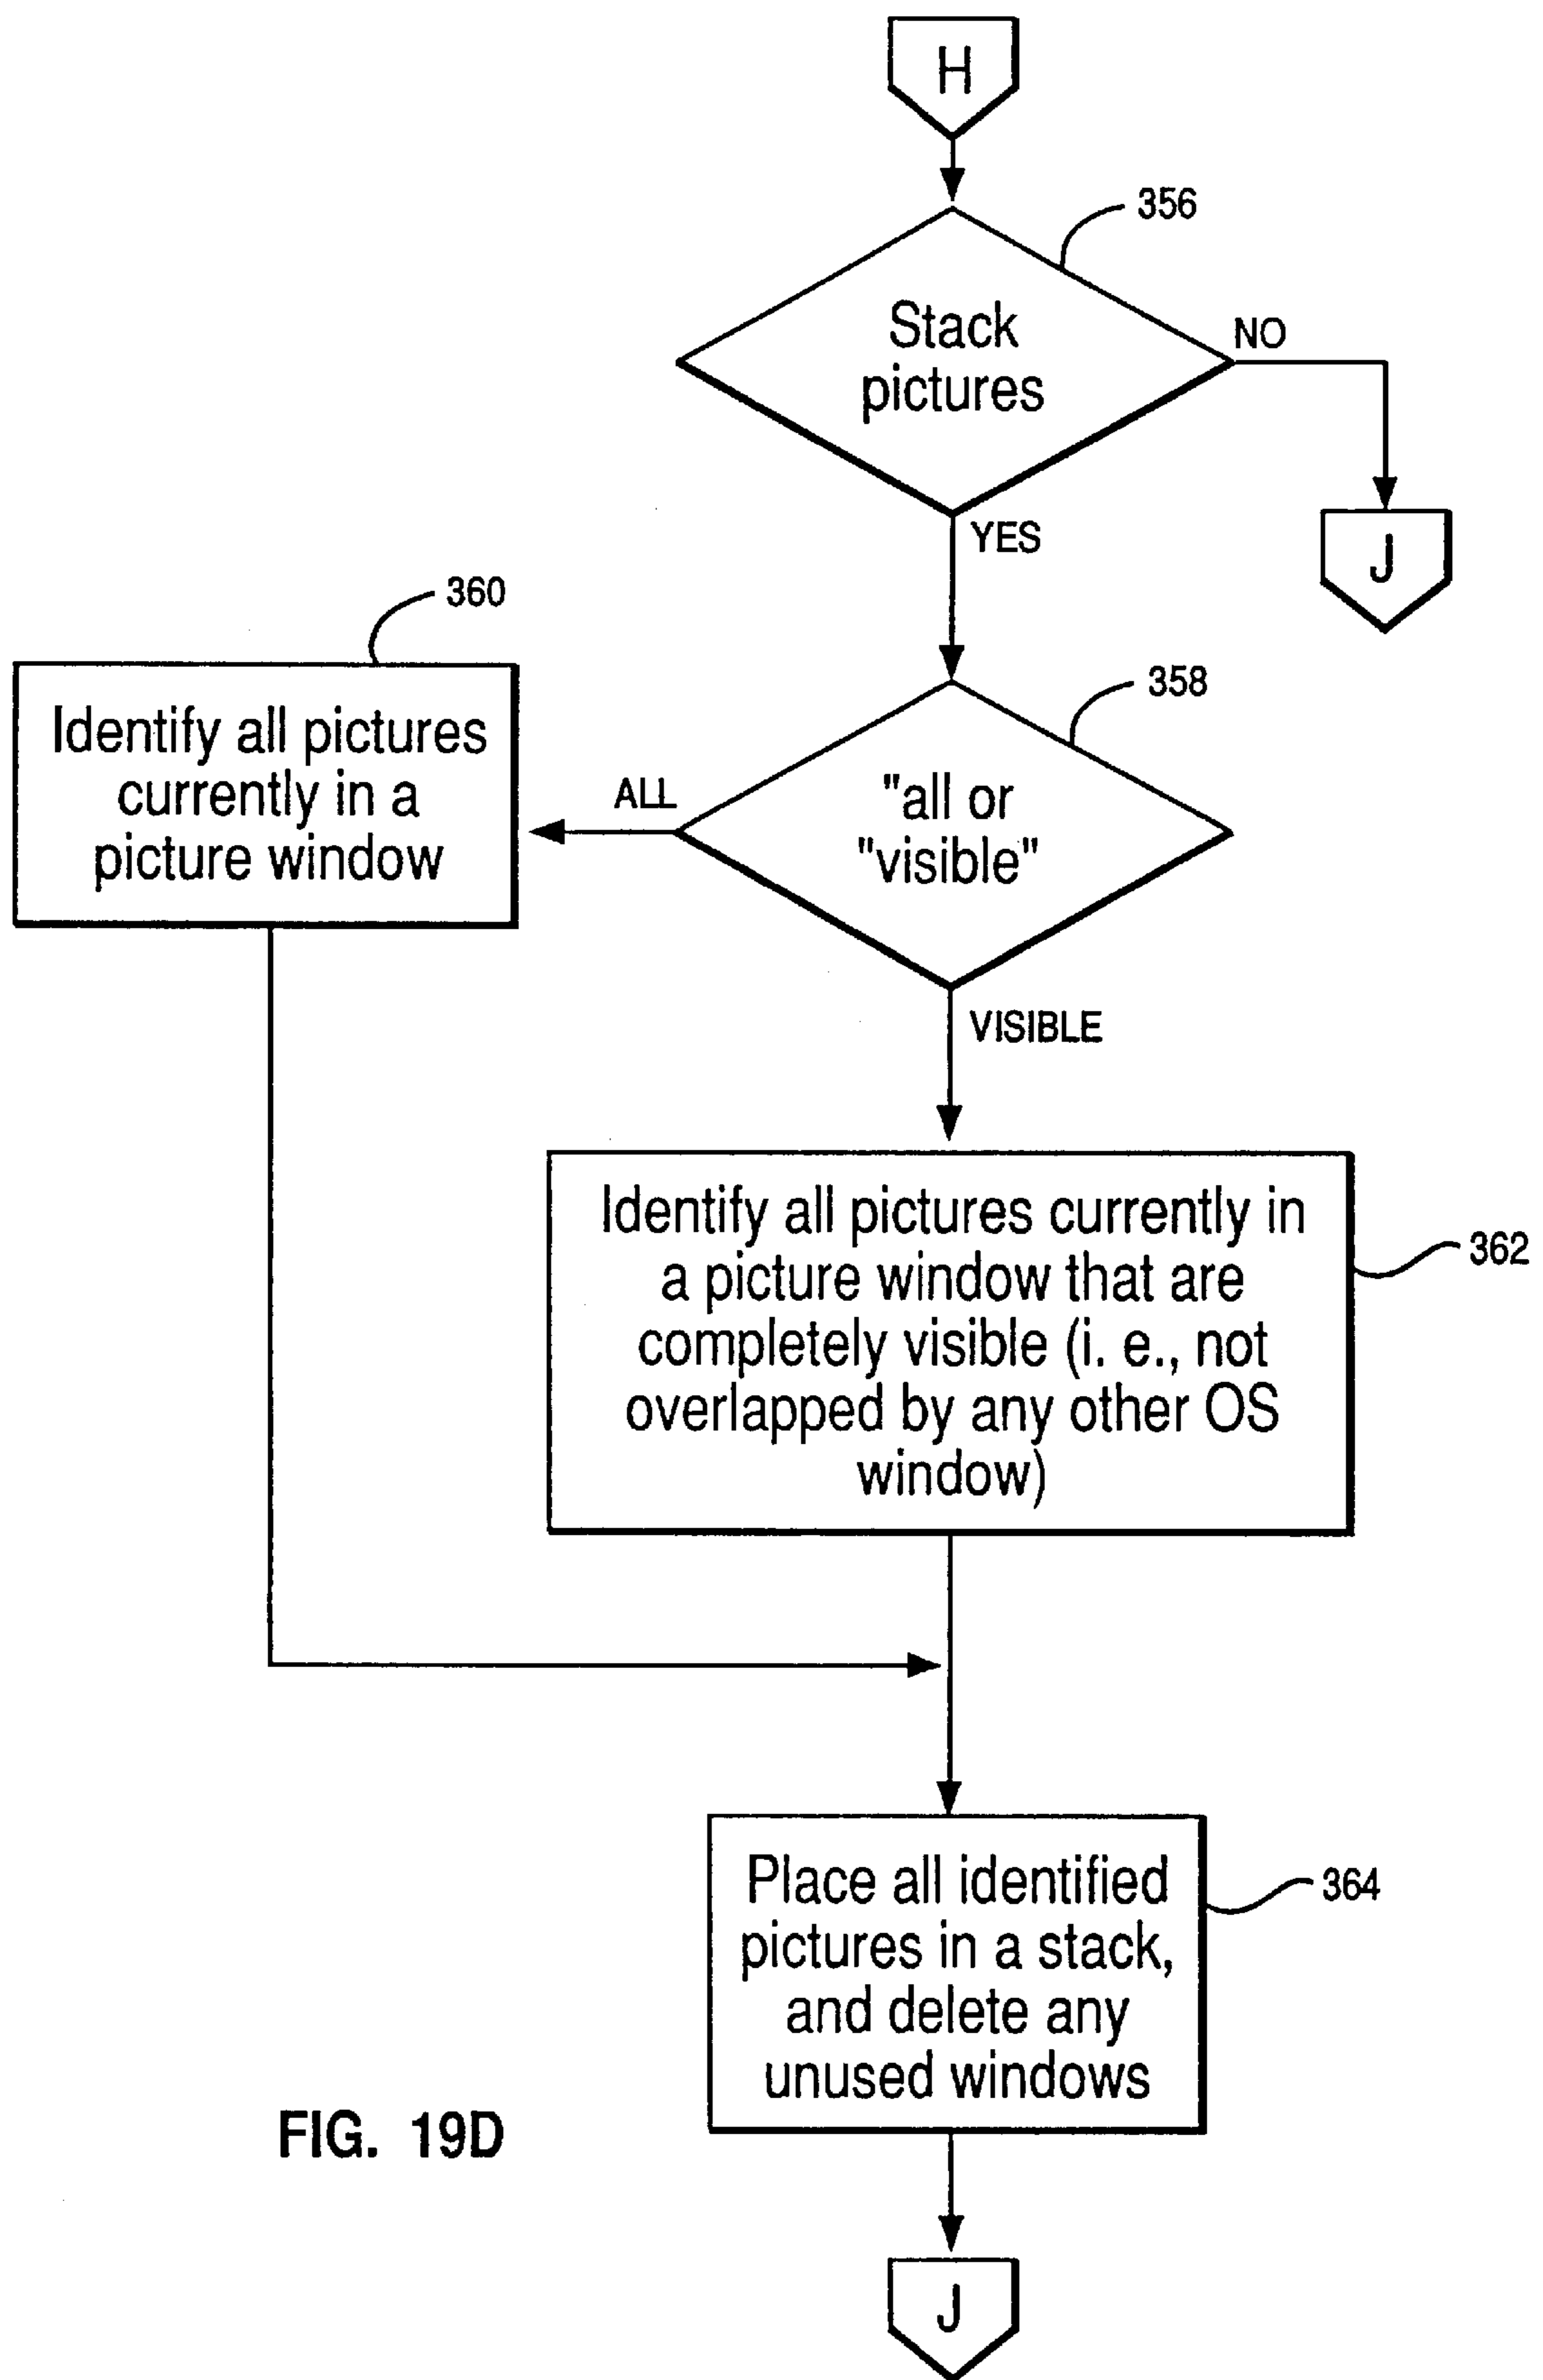 H
356
Stack
pictures
NO
J
YES
360
Identify all pictures
currently in a
picture window
358
ALL
"all or
"visible"
VISIBLE
Identify all pictures currently in
a picture window that are
completely visible (i. e., not
overlapped by any other OS
window)
362
Place all identified
pictures in a stack,
and delete any
unused windows
364
FIG. 19D
J